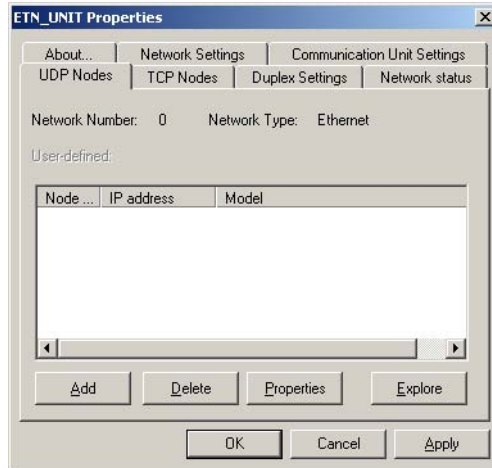 ETN_UNIT Properties
About... Network Settings Communication Unit Settings
UDP Nodes TCP Nodes Duplex Settings Network status
Network Number: 0 Network Type: Ethernet
User-defined:
Node ... IP address Model
Add Delete Properties Explore
OK Cancel Apply